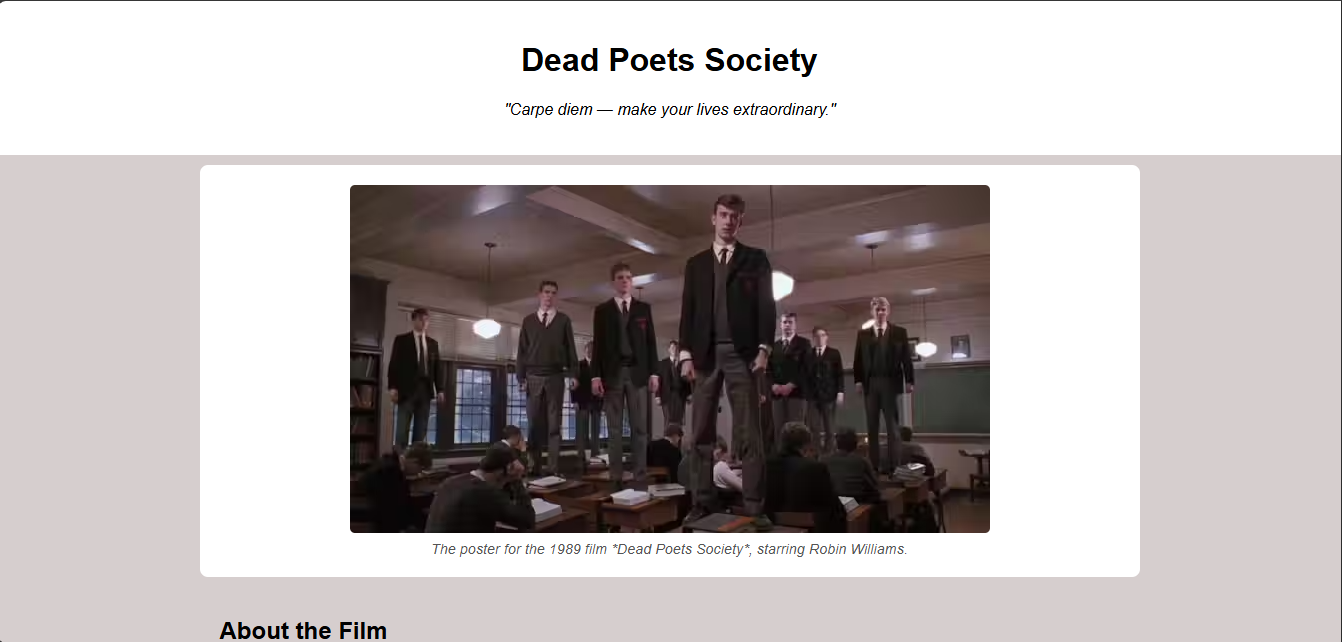 Dead Poets Society
"Carpe diem — make your lives extraordinary."
The poster for the 1989 film *Dead Poets Society*, starring Robin Williams.
About the Film